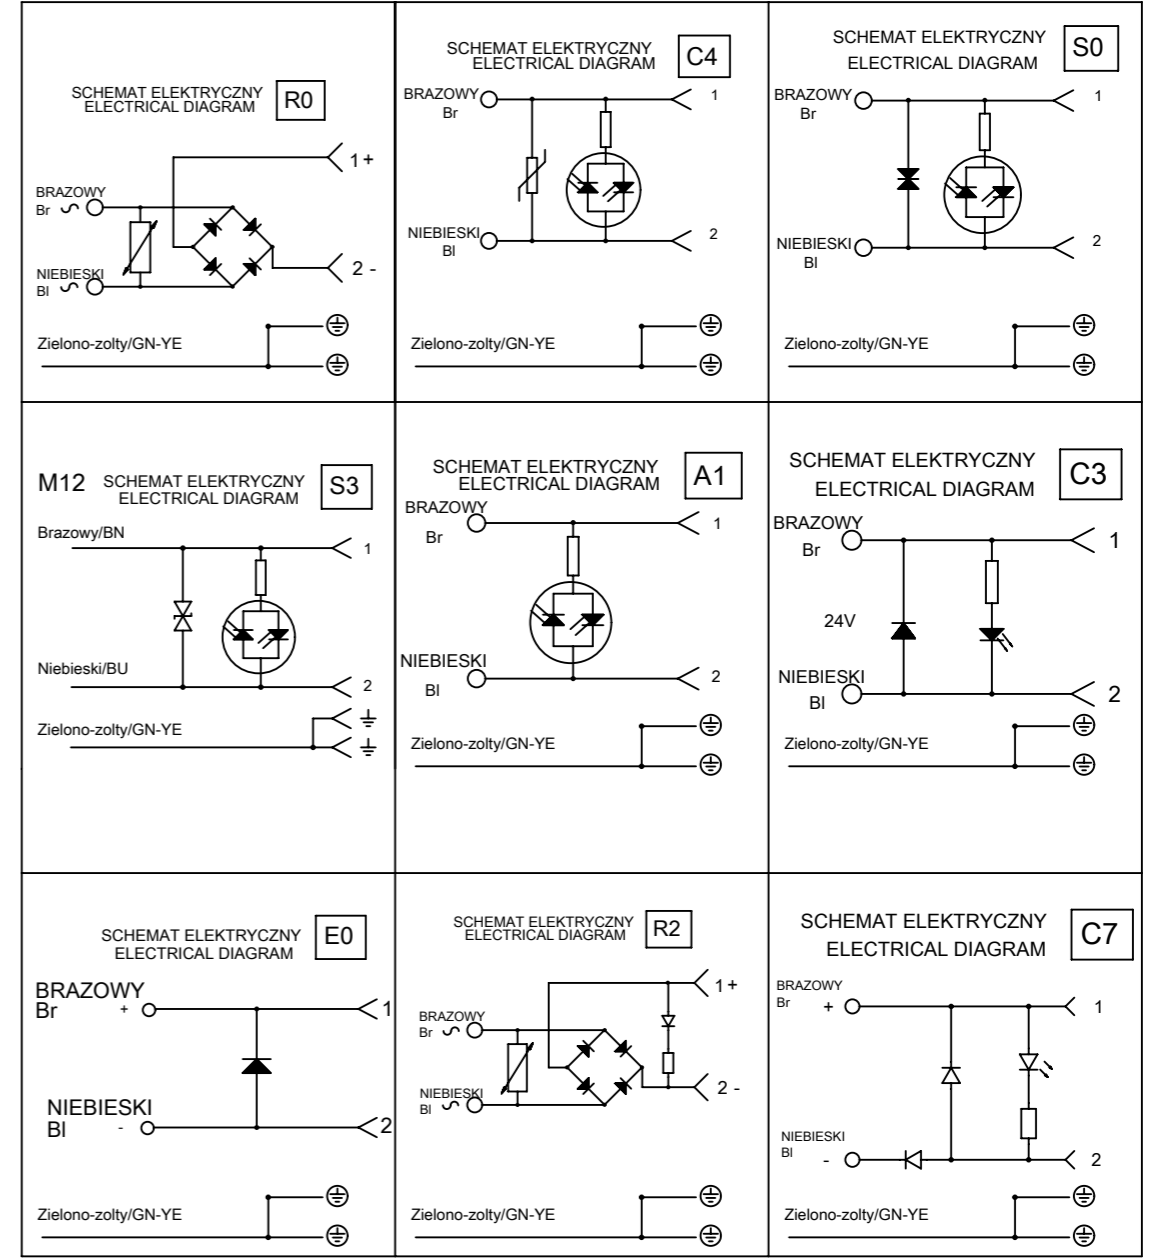 SCHEMAT ELEKTRYCZNY
ELECTRICAL DIAGRAM
R0
1 +
BRAZOWY
Br
2 -
NIEBIESKI
Bl
Zielono-zolty/GN-YE
SCHEMAT ELEKTRYCZNY
ELECTRICAL DIAGRAM
C4
BRAZOWY
Br
1
NIEBIESKI
Bl
2
Zielono-zolty/GN-YE
SCHEMAT ELEKTRYCZNY
ELECTRICAL DIAGRAM
S0
BRAZOWY
Br
1
NIEBIESKI
Bl
2
Zielono-zolty/GN-YE
M12
SCHEMAT ELEKTRYCZNY
ELECTRICAL DIAGRAM
S3
Brazowy/BN
1
Niebieski/BU
2
Zielono-zolty/GN-YE
SCHEMAT ELEKTRYCZNY
ELECTRICAL DIAGRAM
A1
BRAZOWY
Br
1
NIEBIESKI
Bl
2
Zielono-zolty/GN-YE
SCHEMAT ELEKTRYCZNY
ELECTRICAL DIAGRAM
C3
BRAZOWY
Br
1
24V
NIEBIESKI
Bl
2
Zielono-zolty/GN-YE
SCHEMAT ELEKTRYCZNY
ELECTRICAL DIAGRAM
E0
BRAZOWY
Br +
1
NIEBIESKI
Bl -
2
Zielono-zolty/GN-YE
SCHEMAT ELEKTRYCZNY
ELECTRICAL DIAGRAM
R2
1 +
BRAZOWY
Br
NIEBIESKI
Bl
2 -
Zielono-zolty/GN-YE
SCHEMAT ELEKTRYCZNY
ELECTRICAL DIAGRAM
C7
BRAZOWY
Br +
1
NIEBIESKI
Bl -
2
Zielono-zolty/GN-YE